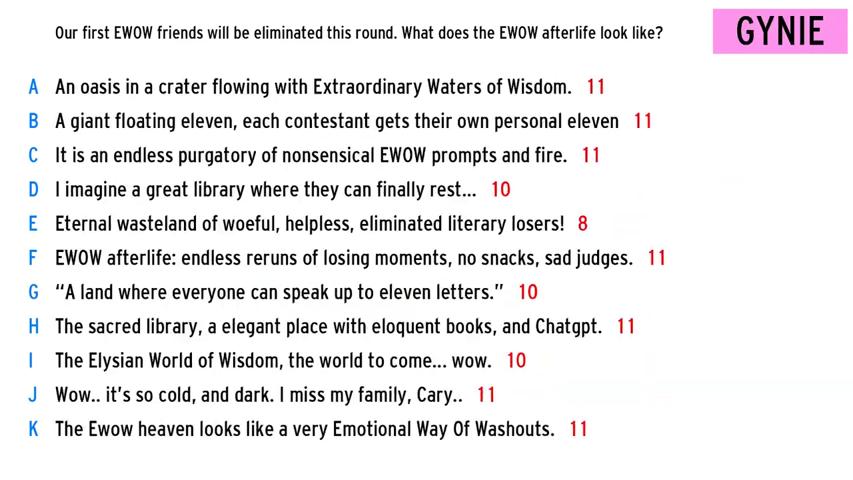 Our first EWOW friends will be eliminated this round. What does the EWOW afterlife look like?
GYNIE
A An oasis in a crater flowing with Extraordinary Waters of Wisdom. 11
B A giant floating eleven, each contestant gets their own personal eleven 11
C It is an endless purgatory of nonsensical EWOW prompts and fire. 11
D I imagine a great library where they can finally rest... 10
E Eternal wasteland of woeful, helpless, eliminated literary losers! 8
F EWOW afterlife: endless reruns of losing moments, no snacks, sad judges. 11
G “A land where everyone can speak up to eleven letters.” 10
H The sacred library, a elegant place with eloquent books, and Chatgpt. 11
I The Elysian World of Wisdom, the world to come... wow. 10
J Wow.. it’s so cold, and dark. I miss my family, Cary.. 11
K The Ewow heaven looks like a very Emotional Way Of Washouts. 11